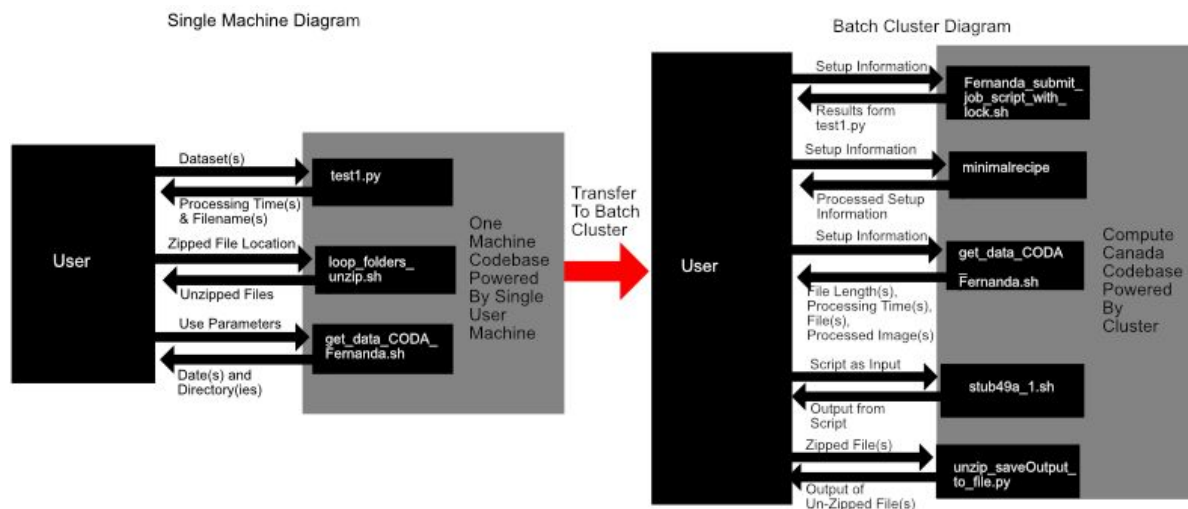 Single Machine Diagram
User
Dataset(s)
test1.py
Processing Time(s)
& Filename(s)
Zipped File Location
loop_folders_
unzip.sh
Unzipped Files
Use Parameters
get_data_CODA_
Fernanda.sh
Date(s) and
Directory(ies)
One
Machine
Codebase
Powered
By Single
User
Machine
Transfer
To Batch
Cluster
Batch Cluster Diagram
User
Setup Information
Fernanda_submit_
job_script_with_
lock.sh
Results form
test1.py
Setup Information
minimalrecipe
Processed Setup
Information
Setup Information
get_data_CODA
_
Fernanda.sh
File Length(s),
Processing Time(s),
File(s),
Processed Image(s)
Script as Input
stub49a_1.sh
Output from
Script
Zipped File(s)
unzip_saveOutput_
to_file.py
Output of
Un-Zipped File(s)
Compute
Canada
Codebase
Powered
By
Cluster